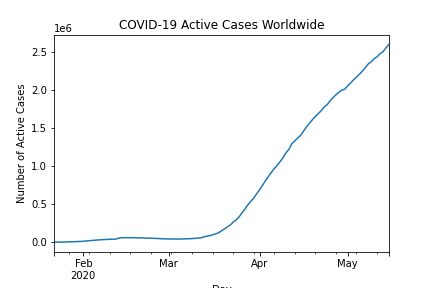 COVID-19 Active Cases Worldwide
1e6
2.5
2.0
1.5
1.0
0.5
0.0
Number of Active Cases
Feb
2020
Mar
Apr
May